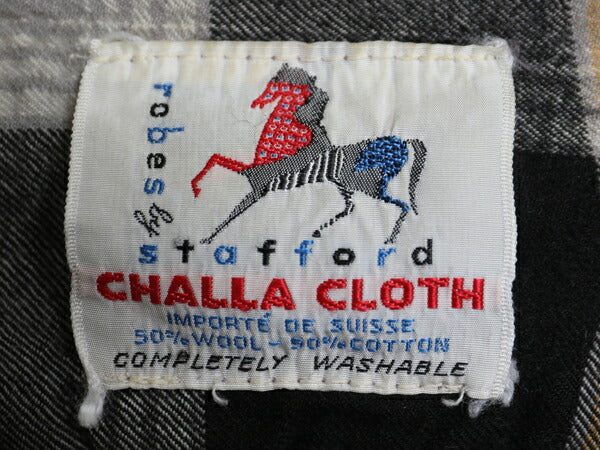 robes by
stafford
CHALLA CLOTH
IMPORTÉ DE SUISSE
50% WOOL - 50% COTTON
COMPLETELY WASHABLE